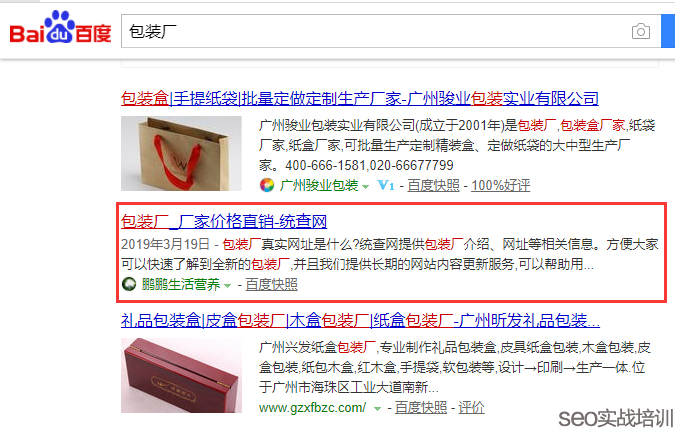 Bai du 百度
包装厂
包装盒|手提纸袋|批量定做定制生产厂家-广州骏业包装实业有限公司
广州骏业包装实业有限公司(成立于2001年)是包装厂,包装盒厂家,纸袋
厂家,纸盒厂家,可批量生产定制精装盒、定做纸袋的大中型生产厂
家。400-666-1581,020-66677799
广州骏业包装 V1 - 百度快照 - 100%好评
包装厂_厂家价格直销-统查网
2019年3月19日 - 包装厂真实网址是什么?统查网提供包装厂介绍、网址等相关信息。方便大家
可以快速了解到全新的包装厂,并且我们提供长期的网站内容更新服务,可以帮助用...
鹏鹏生活营养 - 百度快照
礼品包装盒|皮盒包装厂|木盒包装厂|纸盒包装厂-广州昕发礼品包装...
广州兴发纸盒包装厂,专业制作礼品包装盒,皮具纸盒包装,木盒包装,皮
盒包装,纸包木盒,红木盒,手提袋,软包装等,设计→印刷→生产一体.位
于广州市海珠区工业大道南新...
www.gzxfbzc.com/ - 百度快照 - 评价
seo实战培训